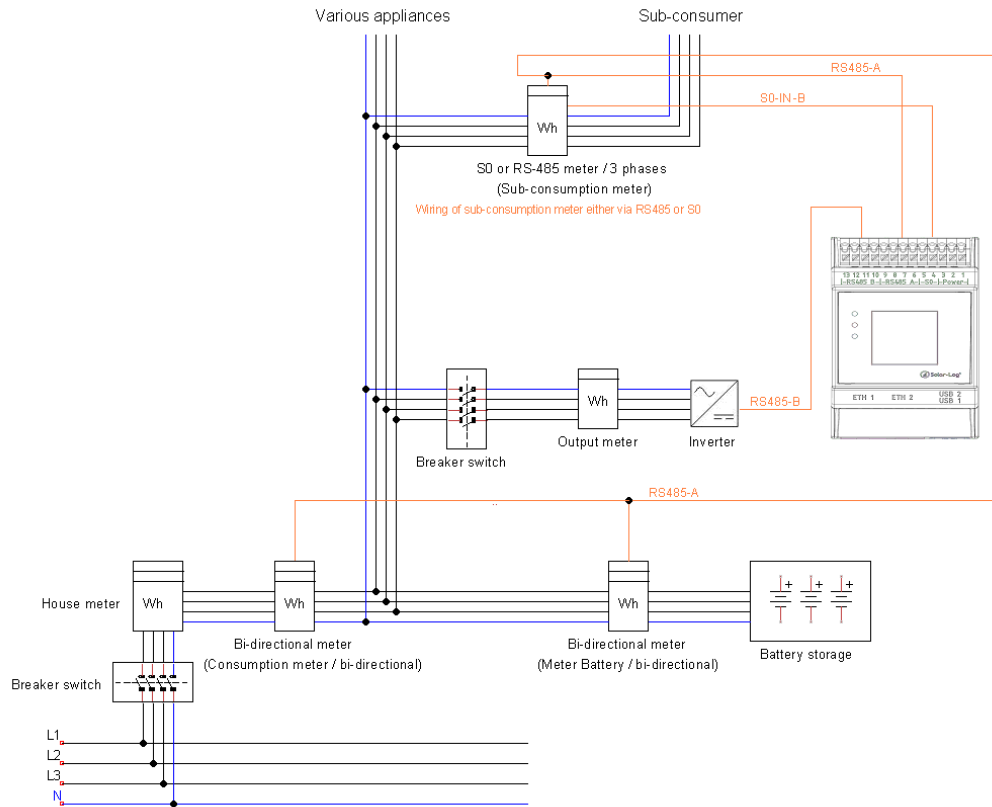 Various appliances
Sub-consumer
RS485-A
S0-IN-B
Wh
S0 or RS-485 meter / 3 phases
(Sub-consumption meter)
Wiring of sub-consumption meter either via RS485 or S0
13 12 11 10 9 8 7 6 5 4 3 2 1
|-RS485 B-|-RS485 A-|-S0-|-Power-|
Solar-Log®
ETH 1 ETH 2 USB 2
USB 1
Wh
RS485-B
Breaker switch
Output meter
Inverter
RS485-A
..
House meter
Wh
Wh
Wh
+ + +
Bi-directional meter
(Consumption meter / bi-directional)
Bi-directional meter
(Meter Battery / bi-directional)
Battery storage
Breaker switch
L1
L2
L3
N